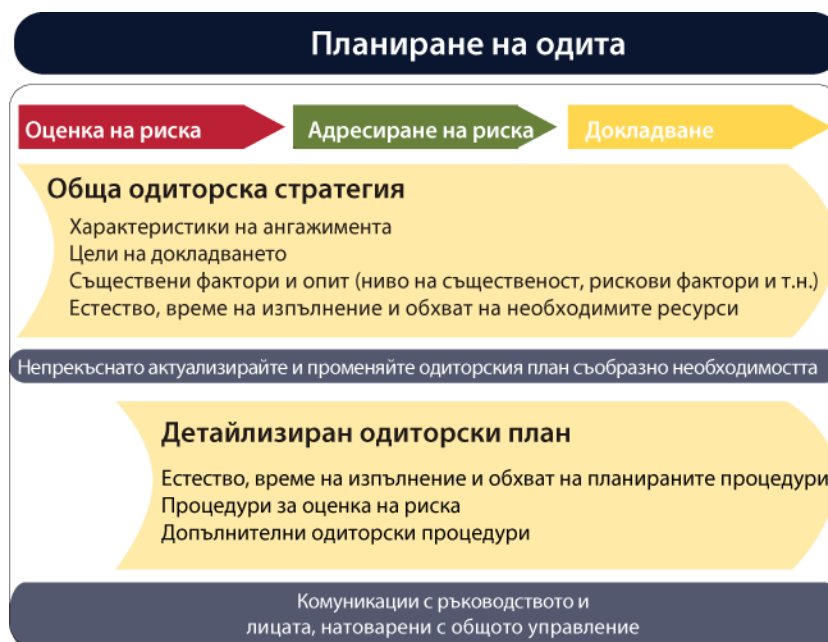 Планиране на одита
Оценка на риска
Адресиране на риска
Докладване
Обща одиторска стратегия
Характеристики на ангажимента
Цели на докладването
Съществени фактори и опит (ниво на същественост, рискови фактори и т.н.)
Естество, време на изпълнение и обхват на необходимите ресурси
Непрекъснато актуализирайте и променяйте одиторския план съобразно необходимостта
Детайлизиран одиторски план
Естество, време на изпълнение и обхват на планираните процедури
Процедури за оценка на риска
Допълнителни одиторски процедури
Комуникации с ръководството и
лицата, натоварени с общото управление